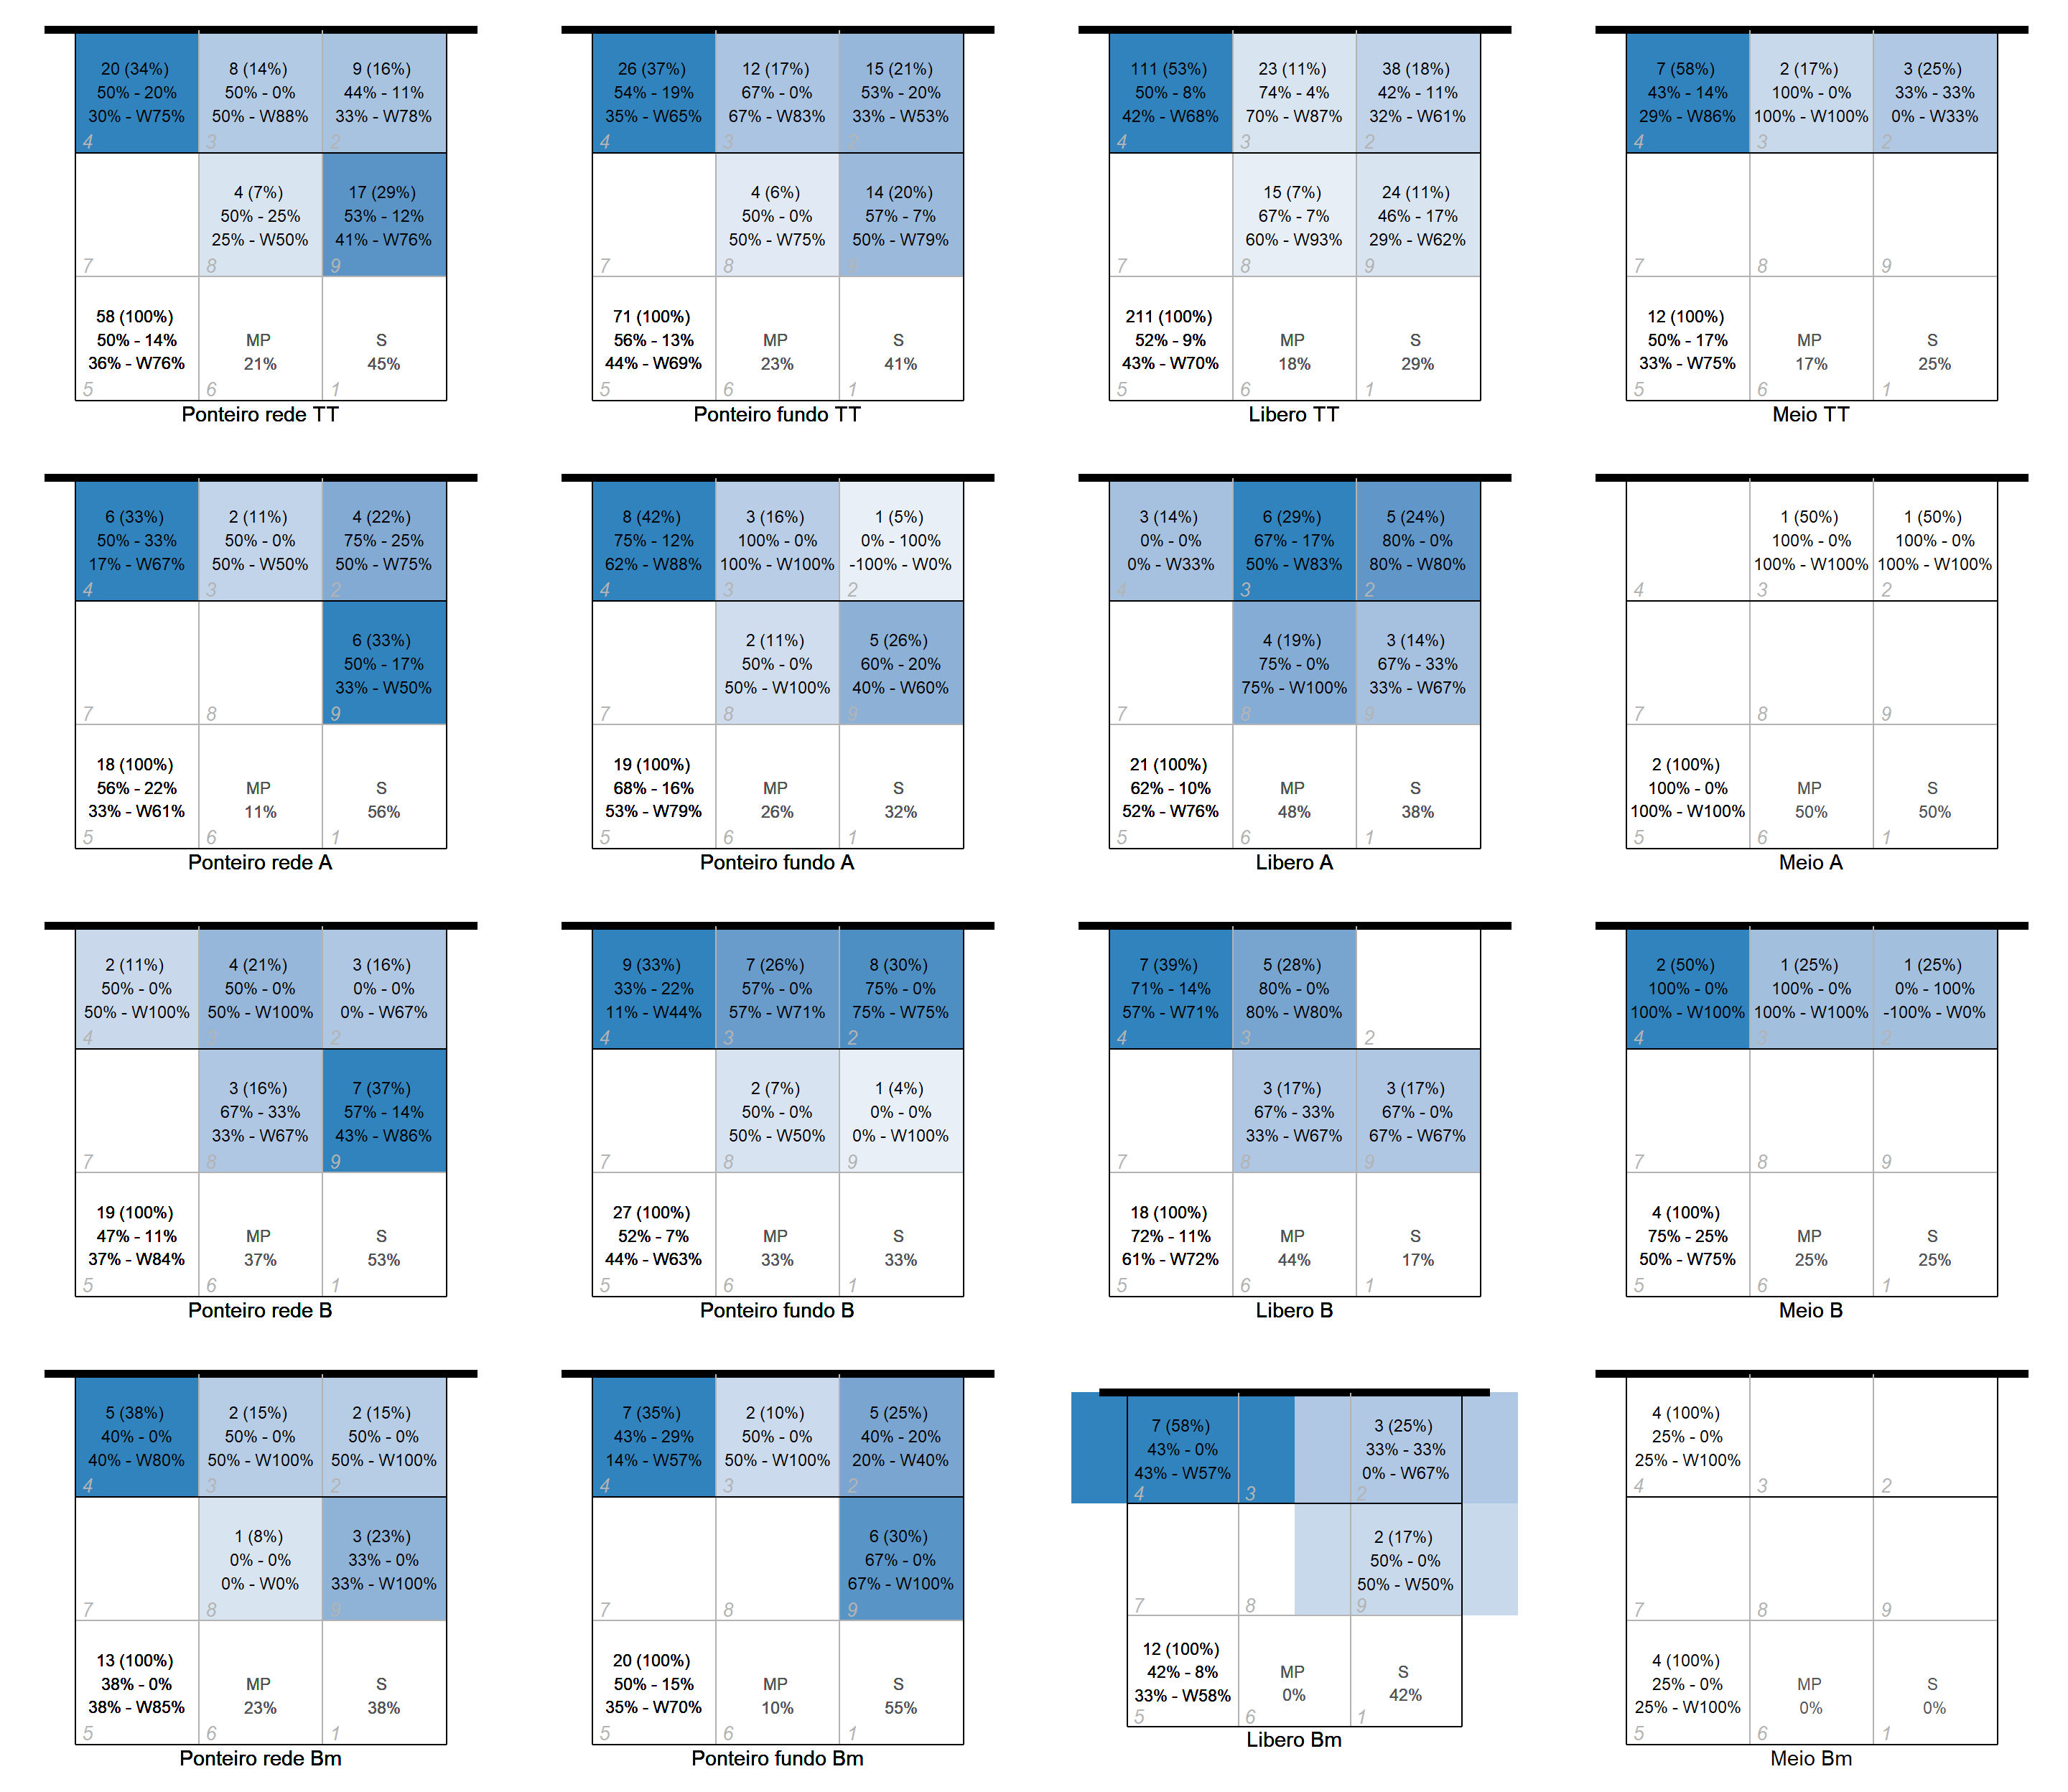 20 (34%)
50% - 20%
30% - W75%
4
8 (14%)
50% - 0%
50% - W88%
3
9 (16%)
44% - 11%
33% - W78%
2
7
4 (7%)
50% - 25%
25% - W50%
8
17 (29%)
53% - 12%
41% - W76%
9
58 (100%)
50% - 14%
36% - W76%
5
MP
21%
6
S
45%
1
Ponteiro rede TT
26 (37%)
54% - 19%
35% - W65%
4
12 (17%)
67% - 0%
67% - W83%
3
15 (21%)
53% - 20%
33% - W53%
2
7
4 (6%)
50% - 0%
50% - W75%
8
14 (20%)
57% - 7%
50% - W79%
9
71 (100%)
56% - 13%
44% - W69%
5
MP
23%
6
S
41%
1
Ponteiro fundo TT
111 (53%)
50% - 8%
42% - W68%
4
23 (11%)
74% - 4%
70% - W87%
3
38 (18%)
42% - 11%
32% - W61%
2
7
15 (7%)
67% - 7%
60% - W93%
8
24 (11%)
46% - 17%
29% - W62%
9
211 (100%)
52% - 9%
43% - W70%
5
MP
18%
6
S
29%
1
Libero TT
7 (58%)
43% - 14%
29% - W86%
4
2 (17%)
100% - 0%
100% - W100%
3
3 (25%)
33% - 33%
0% - W33%
2
7
8
9
12 (100%)
50% - 17%
33% - W75%
5
MP
17%
6
S
25%
1
Meio TT
6 (33%)
50% - 33%
17% - W67%
4
2 (11%)
50% - 0%
50% - W50%
3
4 (22%)
75% - 25%
50% - W75%
2
7
8
6 (33%)
50% - 17%
33% - W50%
9
18 (100%)
56% - 22%
33% - W61%
5
MP
11%
6
S
56%
1
Ponteiro rede A
8 (42%)
75% - 12%
62% - W88%
4
3 (16%)
100% - 0%
100% - W100%
3
1 (5%)
0% - 100%
-100% - W0%
2
7
2 (11%)
50% - 0%
50% - W100%
8
5 (26%)
60% - 20%
40% - W60%
9
19 (100%)
68% - 16%
53% - W79%
5
MP
26%
6
S
32%
1
Ponteiro fundo A
3 (14%)
0% - 0%
0% - W33%
4
6 (29%)
67% - 17%
50% - W83%
3
5 (24%)
80% - 0%
80% - W80%
2
7
4 (19%)
75% - 0%
75% - W100%
8
3 (14%)
67% - 33%
33% - W67%
9
21 (100%)
62% - 10%
52% - W76%
5
MP
48%
6
S
38%
1
Libero A
4
1 (50%)
100% - 0%
100% - W100%
3
1 (50%)
100% - 0%
100% - W100%
2
7
8
9
2 (100%)
100% - 0%
100% - W100%
5
MP
50%
6
S
50%
1
Meio A
2 (11%)
50% - 0%
50% - W100%
4
4 (21%)
50% - 0%
50% - W100%
3
3 (16%)
0% - 0%
0% - W67%
2
7
3 (16%)
67% - 33%
33% - W67%
8
7 (37%)
57% - 14%
43% - W86%
9
19 (100%)
47% - 11%
37% - W84%
5
MP
37%
6
S
53%
1
Ponteiro rede B
9 (33%)
33% - 22%
11% - W44%
4
7 (26%)
57% - 0%
57% - W71%
3
8 (30%)
75% - 0%
75% - W75%
2
7
2 (7%)
50% - 0%
50% - W50%
8
1 (4%)
0% - 0%
0% - W100%
9
27 (100%)
52% - 7%
44% - W63%
5
MP
33%
6
S
33%
1
Ponteiro fundo B
7 (39%)
71% - 14%
57% - W71%
4
5 (28%)
80% - 0%
80% - W80%
3
2
7
3 (17%)
67% - 33%
33% - W67%
8
3 (17%)
67% - 0%
67% - W67%
9
18 (100%)
72% - 11%
61% - W72%
5
MP
44%
6
S
17%
1
Libero B
2 (50%)
100% - 0%
100% - W100%
4
1 (25%)
100% - 0%
100% - W100%
3
1 (25%)
0% - 100%
-100% - W0%
2
7
8
9
4 (100%)
75% - 25%
50% - W75%
5
MP
25%
6
S
25%
1
Meio B
5 (38%)
40% - 0%
40% - W80%
4
2 (15%)
50% - 0%
50% - W100%
3
2 (15%)
50% - 0%
50% - W100%
2
7
1 (8%)
0% - 0%
0% - W0%
8
3 (23%)
33% - 0%
33% - W100%
9
13 (100%)
38% - 0%
38% - W85%
5
MP
23%
6
S
38%
1
Ponteiro rede Bm
7 (35%)
43% - 29%
14% - W57%
4
2 (10%)
50% - 0%
50% - W100%
3
5 (25%)
40% - 20%
20% - W40%
2
7
8
6 (30%)
67% - 0%
67% - W100%
9
20 (100%)
50% - 15%
35% - W70%
5
MP
10%
6
S
55%
1
Ponteiro fundo Bm
7 (58%)
43% - 0%
43% - W57%
4
3
3 (25%)
33% - 33%
0% - W67%
2
7
8
2 (17%)
50% - 0%
50% - W50%
9
12 (100%)
42% - 8%
33% - W58%
5
MP
0%
6
S
42%
1
Libero Bm
4 (100%)
25% - 0%
25% - W100%
4
3
2
7
8
9
4 (100%)
25% - 0%
25% - W100%
5
MP
0%
6
S
0%
1
Meio Bm